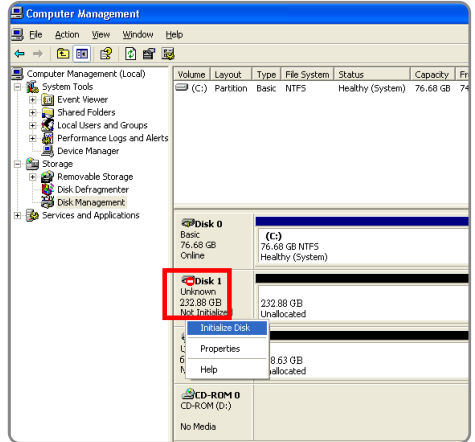 Computer Management
File Action View Window Help
Computer Management (Local)
System Tools
Event Viewer
Shared Folders
Local Users and Groups
Performance Logs and Alerts
Device Manager
Storage
Removable Storage
Disk Defragmenter
Disk Management
Services and Applications
Volume Layout Type File System Status Capacity Fr
(C:) Partition Basic NTFS Healthy (System) 76.68 GB 74
Disk 0
Basic
76.68 GB
Online
(C:)
76.68 GB NTFS
Healthy (System)
Disk 1
Unknown
232.88 GB
Not Initialized
232.88 GB
Unallocated
Initialize Disk
Properties
Help
8.63 GB
allocated
CD-ROM 0
CD-ROM (D:)
No Media